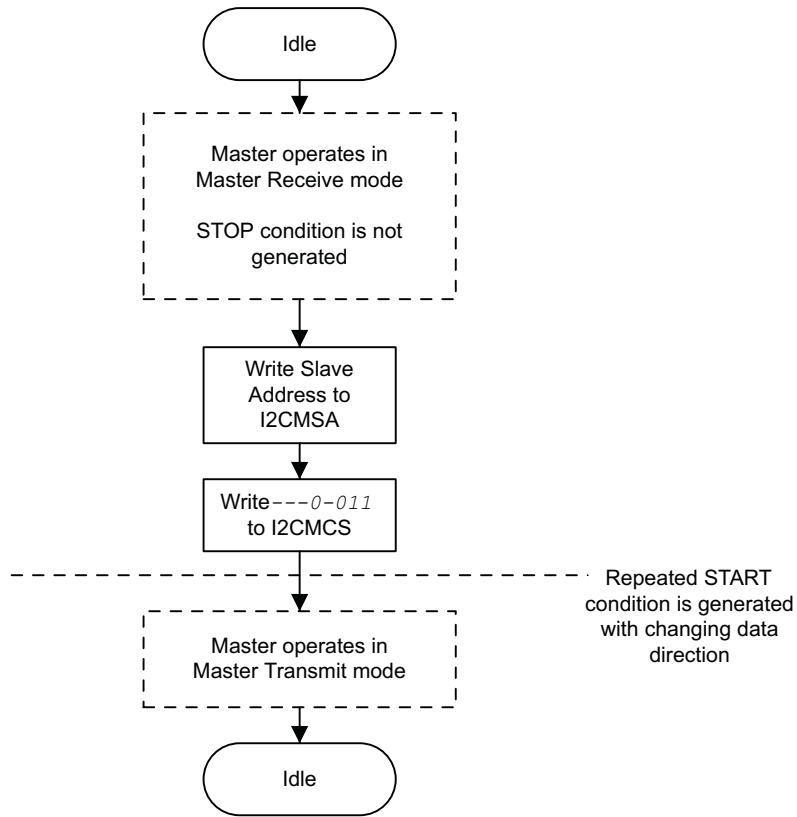 Idle
Master operates in
Master Receive mode
STOP condition is not
generated
Write Slave
Address to
I2CMSA
Write ---0-011
to I2CMCS
Repeated START
condition is generated
with changing data
direction
Master operates in
Master Transmit mode
Idle